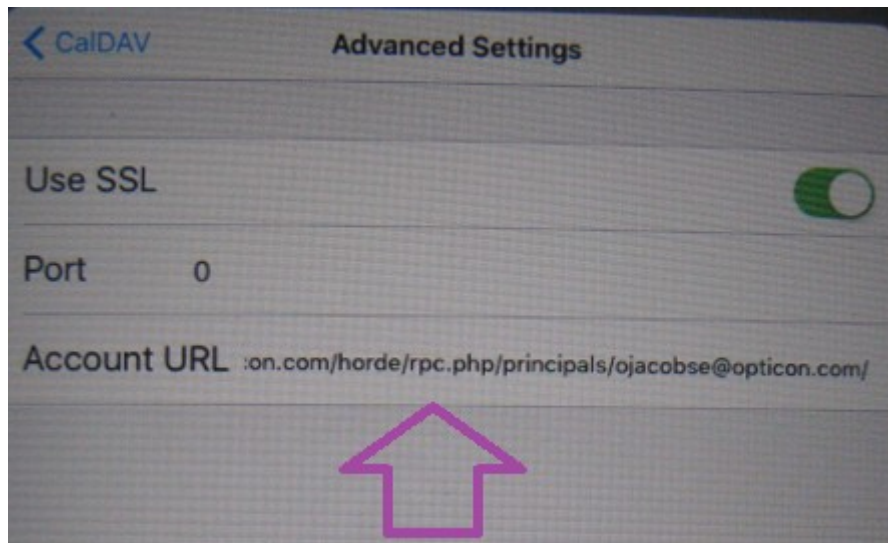 CalDAV Advanced Settings
Use SSL
Port 0
Account URL :on.com/horde/rpc.php/principals/ojacobse@opticon.com/